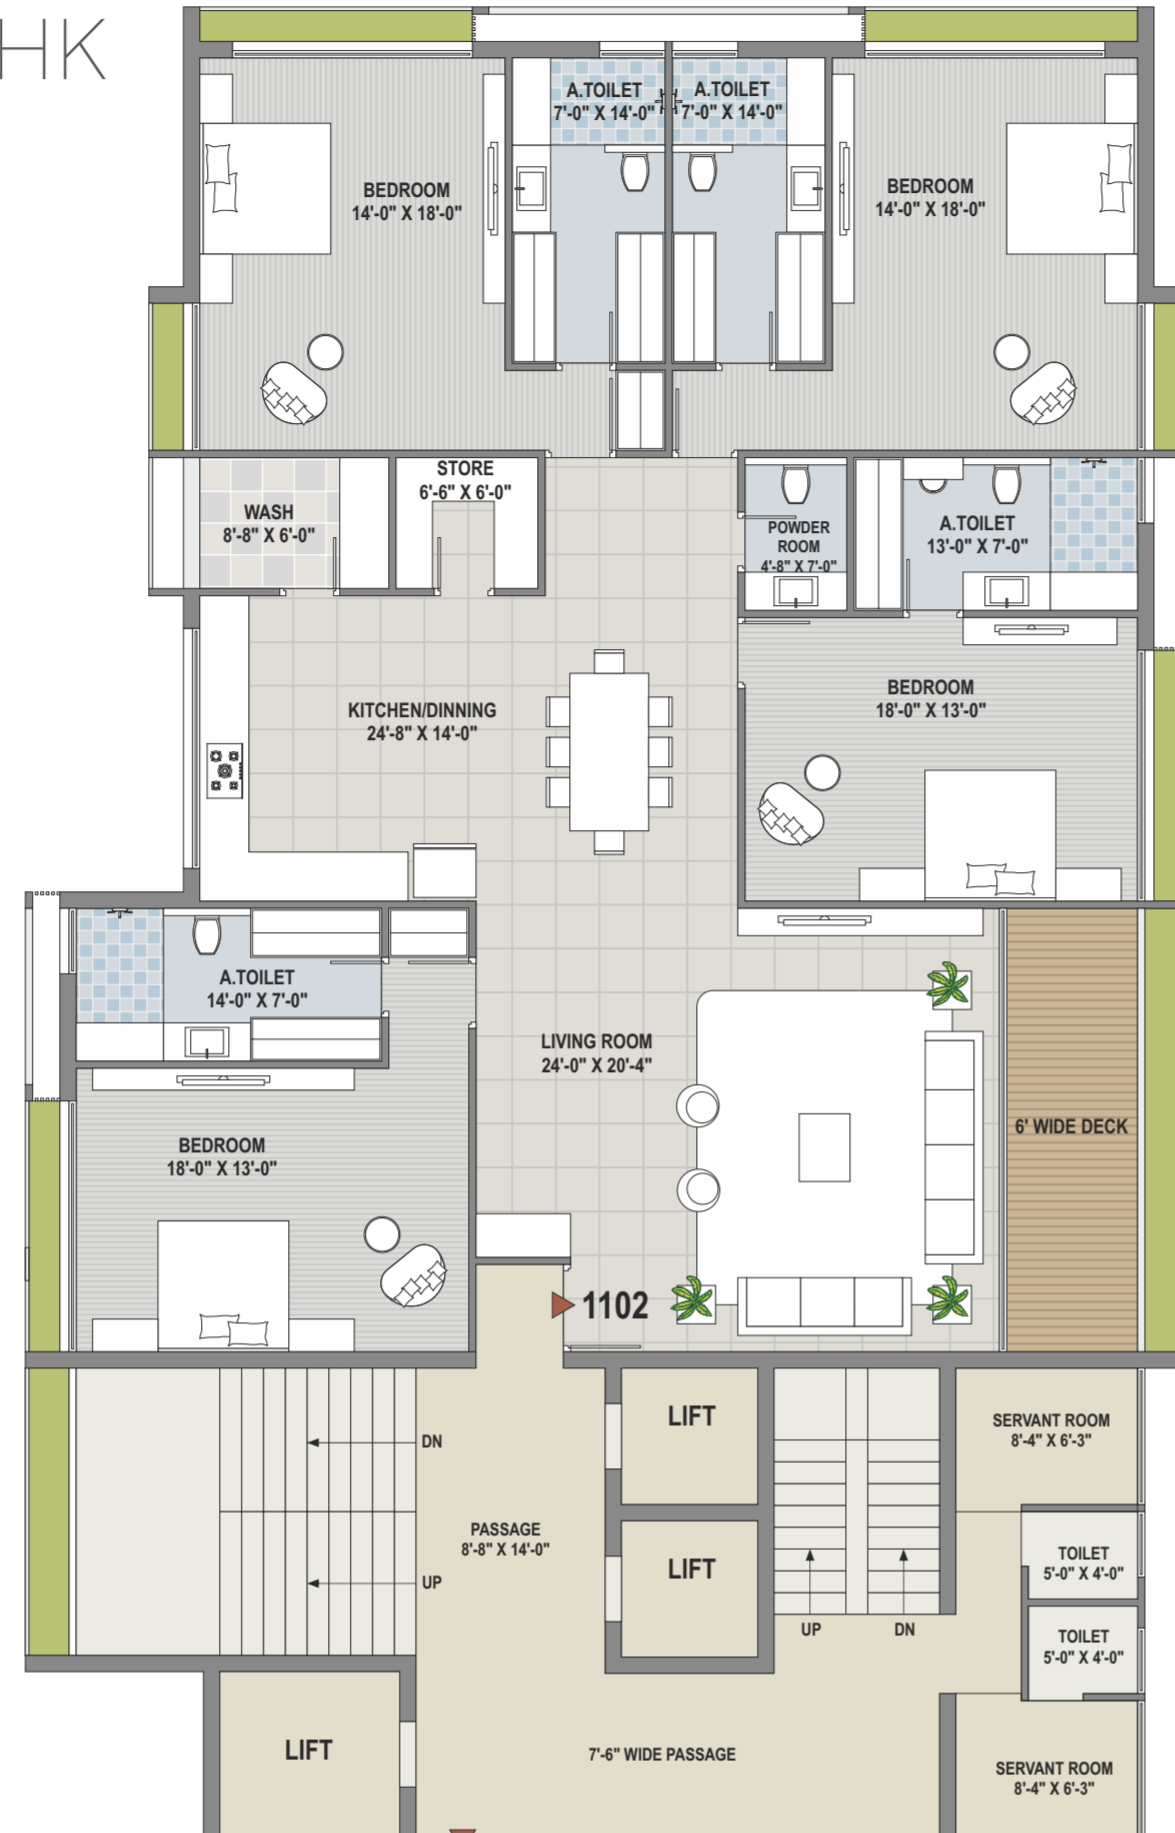 HK
A.TOILET
7'-0" X 14'-0"
A.TOILET
7'-0" X 14'-0"
BEDROOM
14'-0" X 18'-0"
BEDROOM
14'-0" X 18'-0"
STORE
6'-6" X 6'-0"
WASH
8'-8" X 6'-0"
POWDER
ROOM
4'-8" X 7'-0"
A.TOILET
13'-0" X 7'-0"
BEDROOM
18'-0" X 13'-0"
KITCHEN/DINNING
24'-8" X 14'-0"
A.TOILET
14'-0" X 7'-0"
LIVING ROOM
24'-0" X 20'-4"
6' WIDE DECK
BEDROOM
18'-0" X 13'-0"
1102
LIFT
SERVANT ROOM
8'-4" X 6'-3"
DN
PASSAGE
8'-8" X 14'-0"
LIFT
TOILET
5'-0" X 4'-0"
UP
UP
DN
TOILET
5'-0" X 4'-0"
LIFT
7'-6" WIDE PASSAGE
SERVANT ROOM
8'-4" X 6'-3"